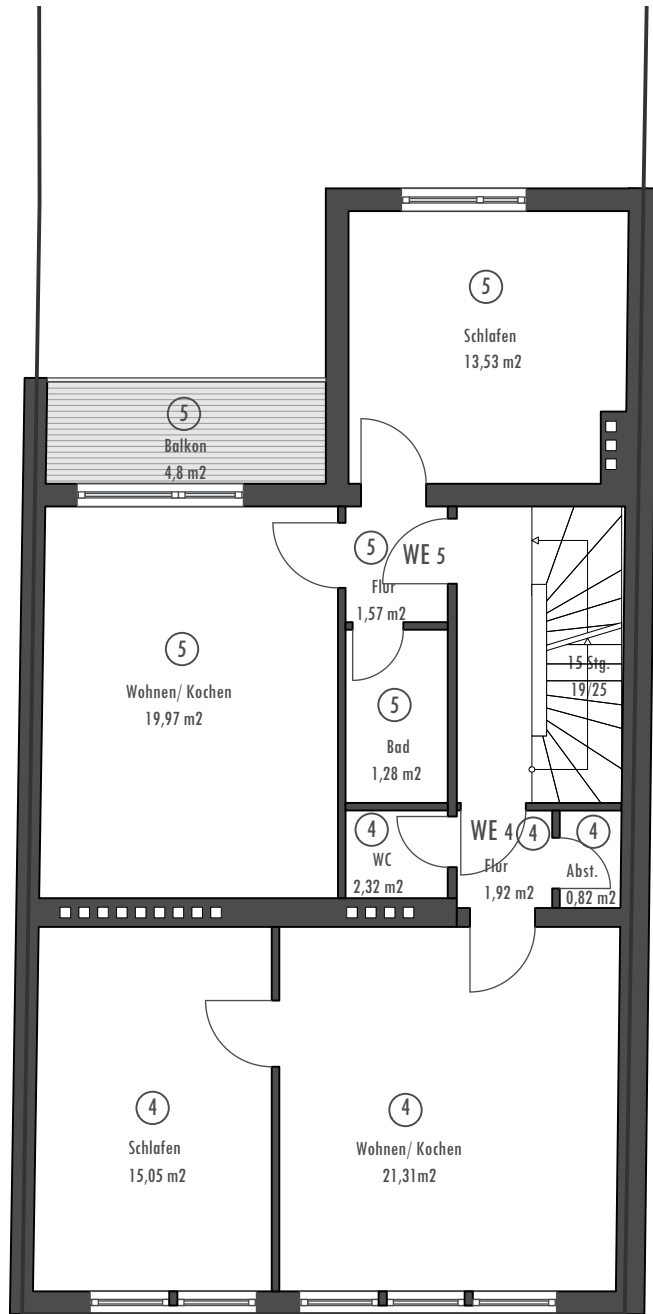 5
Schlafen
13,53 m2
5
Balkon
4,8 m2
5
WE 5
Flur
1,57 m2
5
Wohnen/ Kochen
19,97 m2
15 Stg.
19/25
5
Bad
1,28 m2
4
WC
2,32 m2
WE 4
4
Flur
1,92 m2
4
Abst.
0,82 m2
4
Schlafen
15,05 m2
4
Wohnen/ Kochen
21,31m2